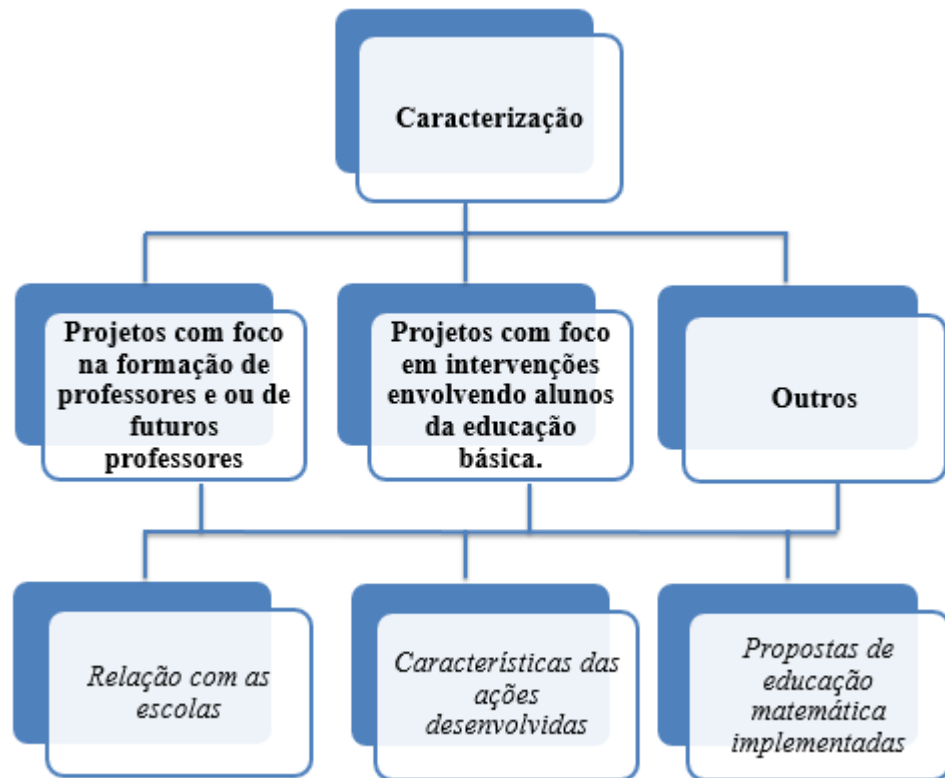 Caracterização
Projetos com foco
na formação de
professores e ou de
futuros
professores
Projetos com foco
em intervenções
envolvendo alunos
da educação
básica.
Outros
Relação com as
escolas
Características das
ações
desenvolvidas
Propostas de
educação
matemática
implementadas